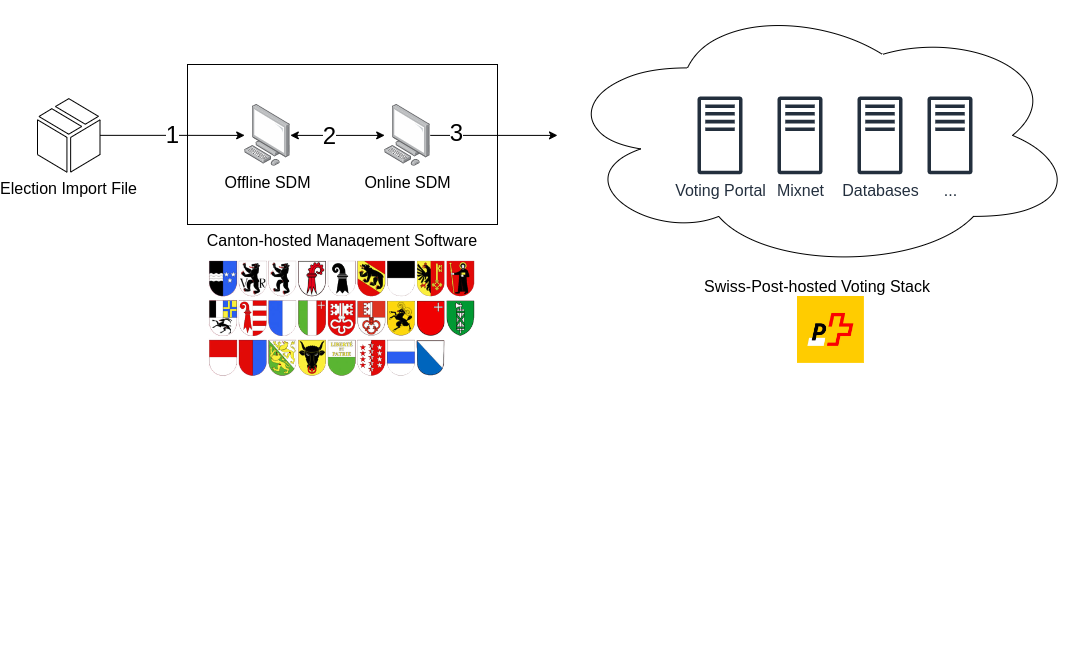 1
2
3
Election Import File
Offline SDM
Online SDM
Voting Portal
Mixnet
Databases
...
Canton-hosted Management Software
VR
LIBERTÉ
ET
PATRIE
Swiss-Post-hosted Voting Stack
P